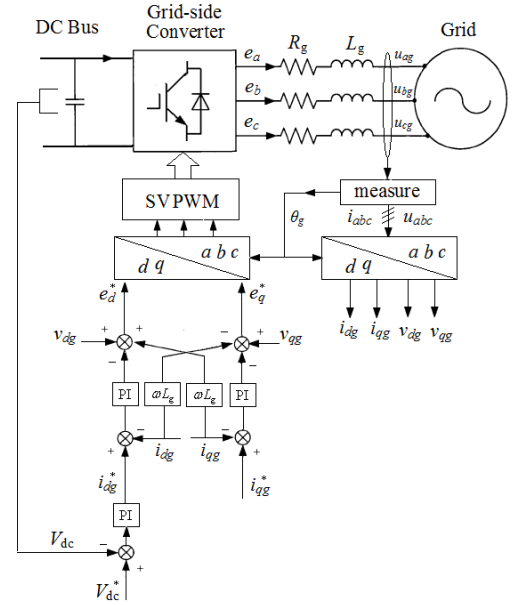 DC Bus
Grid-side
Converter
Grid
e_a
R_g
L_g
u_ag
e_b
u_bg
e_c
u_cg
SVPWM
measure
θ_g
i_abc
u_abc
a b c
d q
a b c
d q
e_d^*
e_q^*
i_dg
i_qg
v_dg
v_qg
v_dg
+
+
−
+
v_qg
−
−
PI
ωL_g
ωL_g
PI
+
−
−
+
i_dg
i_qg
i_dg^*
i_qg^*
PI
V_dc
−
+
V_dc^*